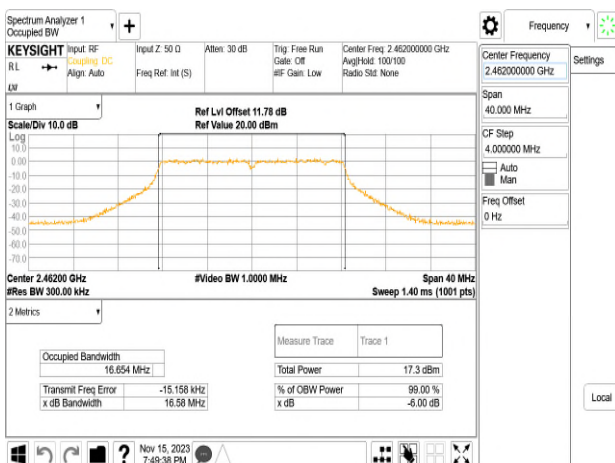 Spectrum Analyzer 1
Occupied BW
+
Frequency
KEYSIGHT
RL
Input: RF
Coupling: DC
Align: Auto
Input Z: 50 Ω
Freq Ref: Int (S)
Atten: 30 dB
Trig: Free Run
Gate: Off
#IF Gain: Low
Center Freq: 2.462000000 GHz
Avg|Hold: 100/100
Radio Std: None
Center Frequency
2.462000000 GHz
Settings
Span
40.000 MHz
CF Step
4.000000 MHz
Auto
Man
Freq Offset
0 Hz
Local
1 Graph
Scale/Div 10.0 dB
Ref Lvl Offset 11.78 dB
Ref Value 20.00 dBm
Log
10.0
0.00
-10.0
-20.0
-30.0
-40.0
-50.0
-60.0
-70.0
Center 2.46200 GHz
#Res BW 300.00 kHz
#Video BW 1.0000 MHz
Span 40 MHz
Sweep 1.40 ms (1001 pts)
2 Metrics
Measure Trace
Trace 1
Occupied Bandwidth
16.654 MHz
Total Power
17.3 dBm
Transmit Freq Error
-15.158 kHz
% of OBW Power
99.00 %
x dB Bandwidth
16.58 MHz
x dB
-6.00 dB
?
Nov 15, 2023
7:49:38 PM